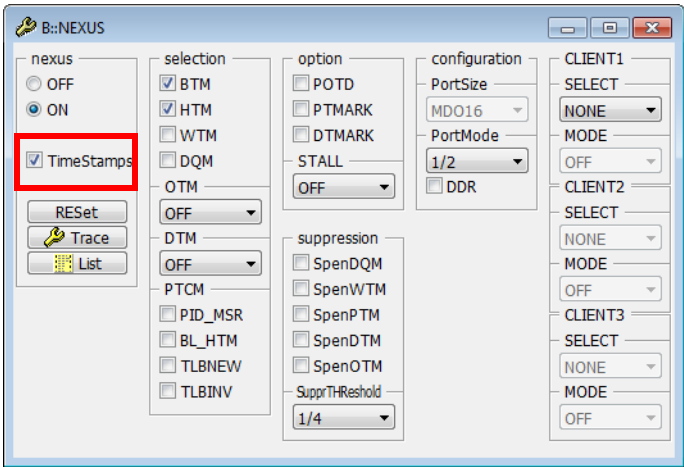 B::NEXUS
nexus
OFF
ON
TimeStamps
RESet
Trace
List
selection
BTM
HTM
WTM
DQM
OTM
OFF
DTM
OFF
PTCM
PID_MSR
BL_HTM
TLBNEW
TLBINV
option
POTD
PTMARK
DTMARK
STALL
OFF
suppression
SpenDQM
SpenWTM
SpenPTM
SpenDTM
SpenOTM
SupprTHReshold
1/4
configuration
PortSize
MDO16
PortMode
1/2
DDR
CLIENT1
SELECT
NONE
MODE
OFF
CLIENT2
SELECT
NONE
MODE
OFF
CLIENT3
SELECT
NONE
MODE
OFF